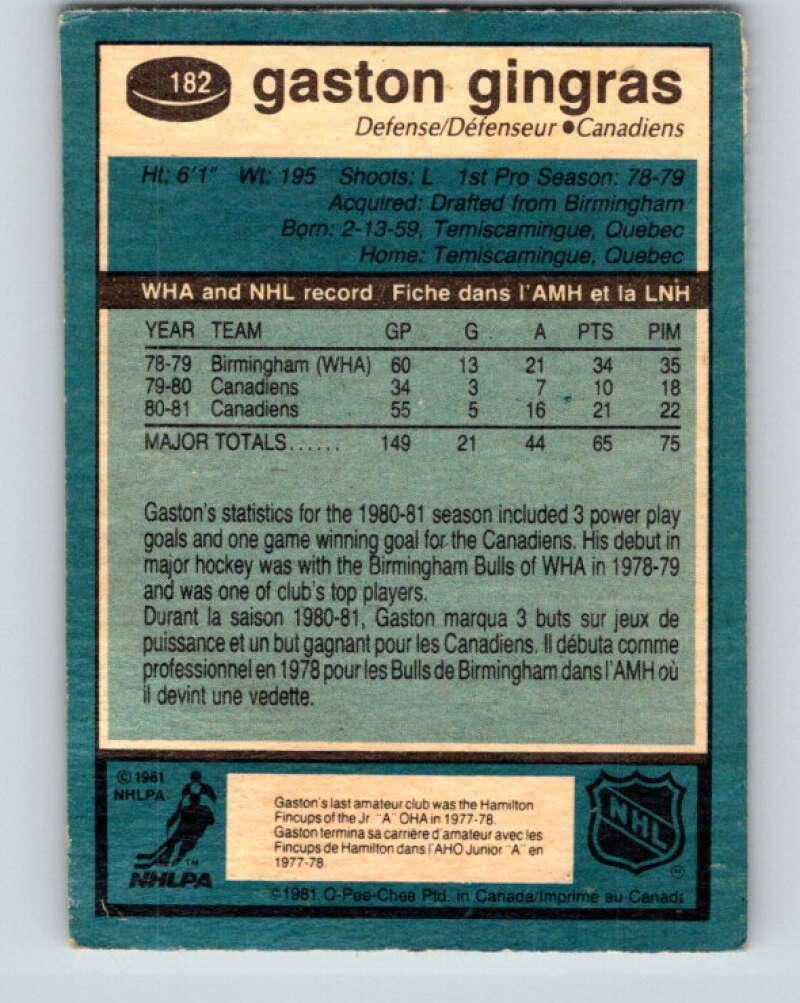 182 gaston gingras
Defense/Défenseur ● Canadiens
Ht: 6'1" Wt: 195 Shoots: L 1st Pro Season: 78-79
Acquired: Drafted from Birmingham
Born: 2-13-59, Temiscamingue, Quebec
Home: Temiscamingue, Quebec
WHA and NHL record Fiche dans l'AMH et la LNH
YEAR TEAM GP G A PTS PIM
78-79 Birmingham (WHA) 60 13 21 34 35
79-80 Canadiens 34 3 7 10 18
80-81 Canadiens 55 5 16 21 22
MAJOR TOTALS...... 149 21 44 65 75
Gaston's statistics for the 1980-81 season included 3 power play
goals and one game winning goal for the Canadiens. His debut in
major hockey was with the Birmingham Bulls of WHA in 1978-79
and was one of club's top players.
Durant la saison 1980-81, Gaston marqua 3 buts sur jeux de
puissance et un but gagnant pour les Canadiens. Il débuta comme
professionnel en 1978 pour les Bulls de Birmingham dans l'AMH où
il devint une vedette.
© 1981
NHLPA
Gaston's last amateur club was the Hamilton
Fincups of the Jr. "A" OHA in 1977-78.
Gaston termina sa carrière d'amateur avec les
Fincups de Hamilton dans l'AHO Junior "A" en
1977-78
NHL
TM
NHLPA
©1981 O-Pee-Chee Ptd. in Canada/Imprime au Canada